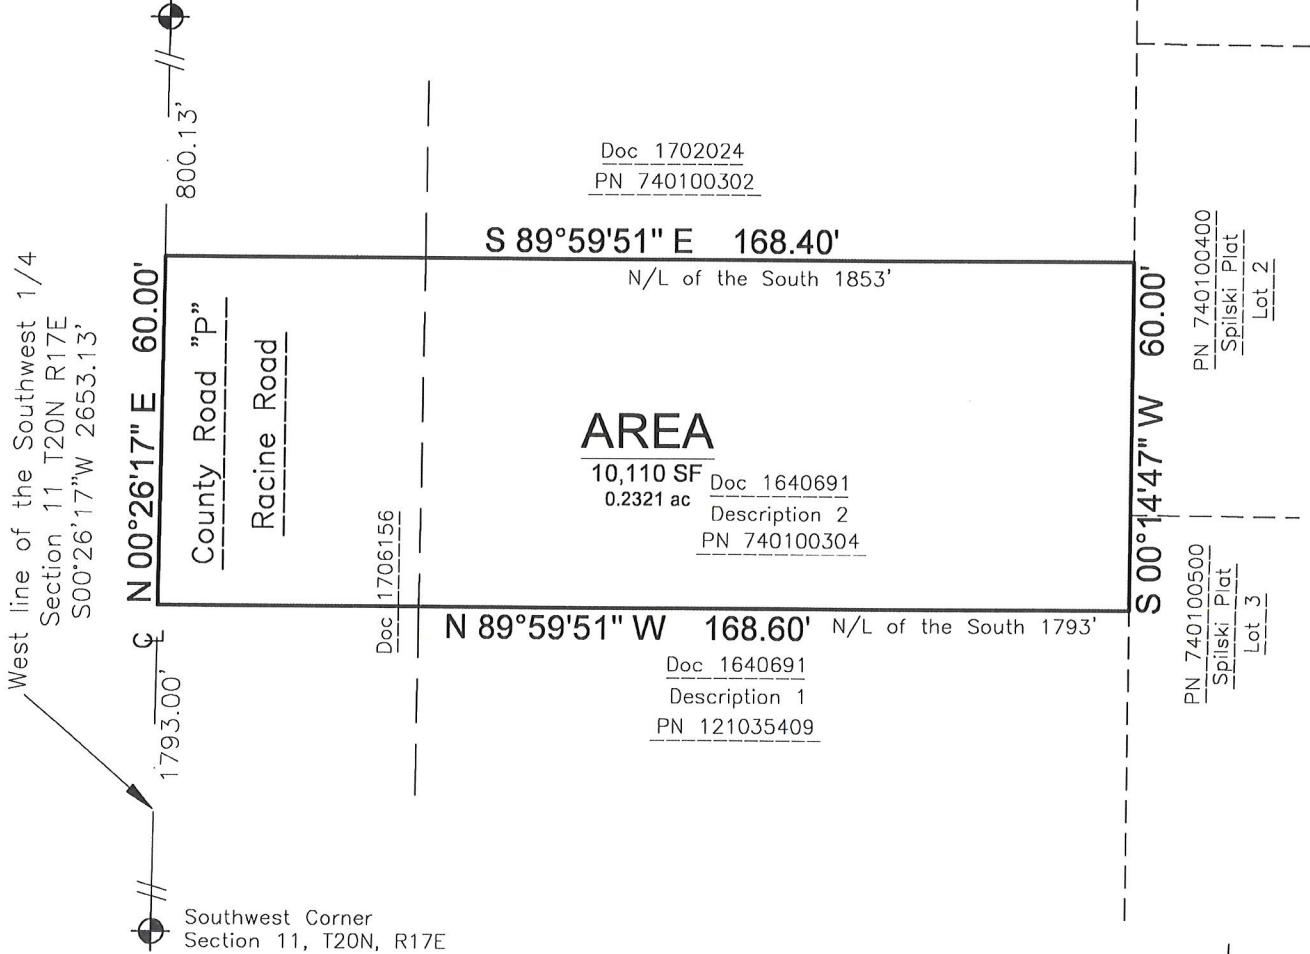 800.13'
Doc 1702024
PN 740100302
S 89°59'51" E 168.40'
N/L of the South 1853'
West line of the Southwest 1/4
Section 11 T20N R17E
S00°26'17"W 2653.13'
N 00°26'17" E 60.00'
County Road "P"
Racine Road
AREA
10,110 SF
0.2321 ac
Doc 1640691
Description 2
PN 740100304
S 00°14'47" W 60.00'
PN 740100400
Spilski Plat
Lot 2
PN 740100500
Spilski Plat
Lot 3
Doc 1706156
N 89°59'51" W 168.60'
N/L of the South 1793'
Doc 1640691
Description 1
PN 121035409
℄
1793.00'
Southwest Corner
Section 11, T20N, R17E